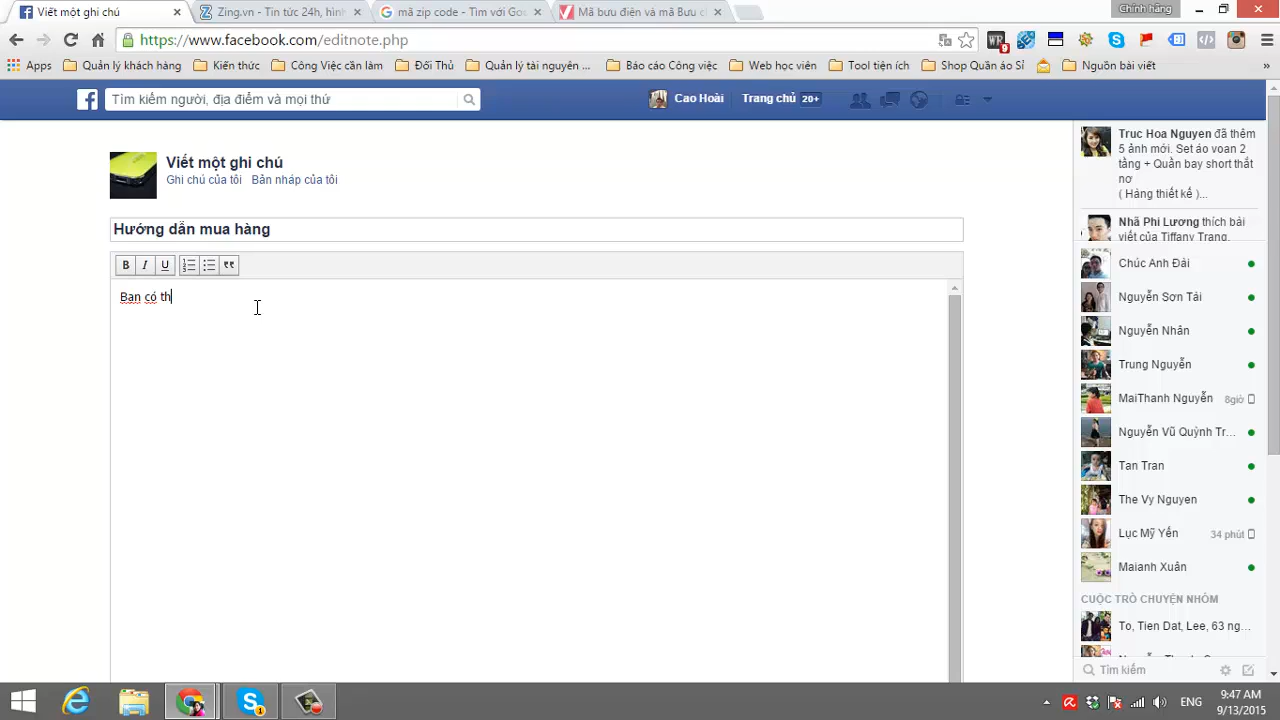 Viết một ghi chú
Zing.vn - Tin tức 24h, hình
mã zip code - Tìm với Goo
Mã bưu điện và mã Bưu ch
Chính hãng
https://www.facebook.com/editnote.php
9
Apps
Quản lý khách hàng
Kiến thức
Công Việc cần làm
Đối Thủ
Quản lý tài nguyên ...
Báo cáo Công việc
Web học viên
Tool tiện ích
Shop Quần áo Sỉ
Nguồn bài viết
»
Tìm kiếm người, địa điểm và mọi thứ
Cao Hoài
Trang chủ 20+
Viết một ghi chú
Ghi chú của tôi Bản nháp của tôi
Hướng dẫn mua hàng
B I U
Ban có th
Truc Hoa Nguyen đã thêm
5 ảnh mới. Set áo voan 2
tầng + Quần bay short thắt
nơ
( Hàng thiết kế )...
Nhã Phi Lương thích bài
viết của Tiffany Trang.
Chúc Anh Đài
Nguyễn Sơn Tải
Nguyễn Nhân
Trung Nguyễn
MaiThanh Nguyễn 8giờ
Nguyễn Vũ Quỳnh Tr...
Tan Tran
The Vy Nguyen
Lục Mỹ Yến 34 phút
Maianh Xuân
CUỘC TRÒ CHUYỆN NHÓM
To, Tien Dat, Lee, 63 ng...
Tìm kiếm
ENG
9:47 AM
9/13/2015